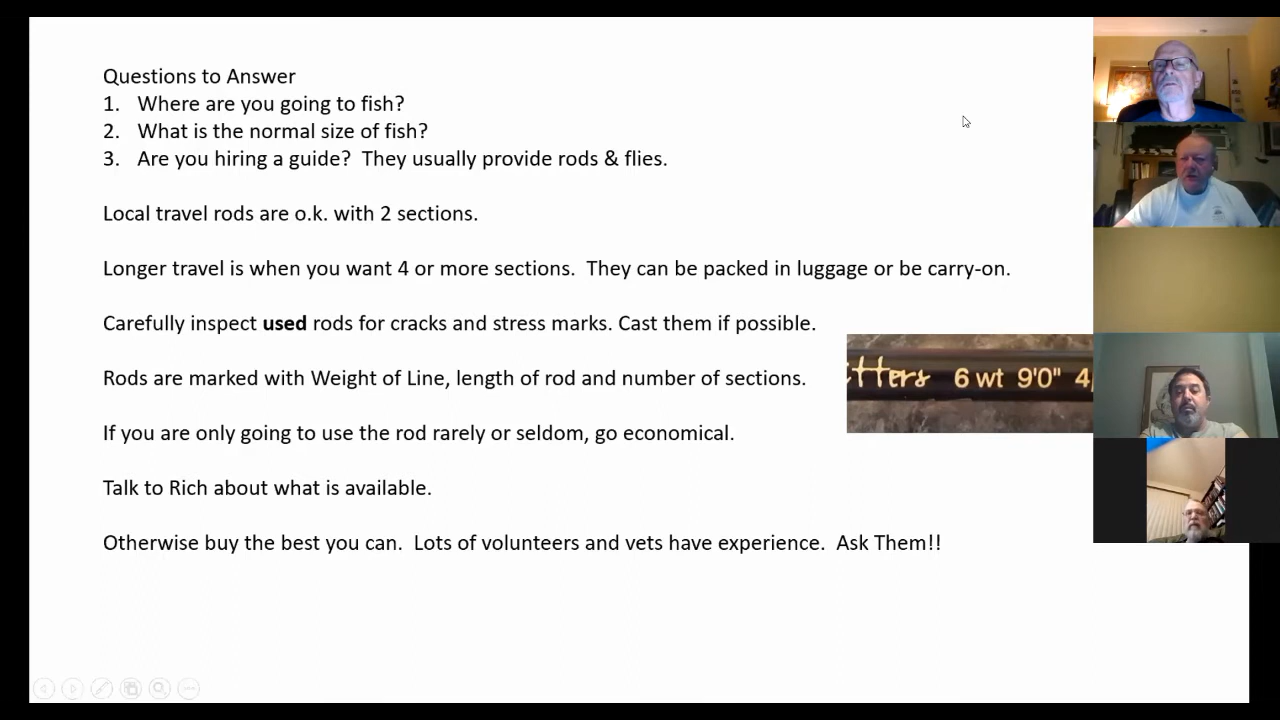 Questions to Answer
1. Where are you going to fish?
2. What is the normal size of fish?
3. Are you hiring a guide?  They usually provide rods & flies.
Local travel rods are o.k. with 2 sections.
Longer travel is when you want 4 or more sections.  They can be packed in luggage or be carry-on.
Carefully inspect used rods for cracks and stress marks. Cast them if possible.
Rods are marked with Weight of Line, length of rod and number of sections.
6 wt 9'0" 4
If you are only going to use the rod rarely or seldom, go economical.
Talk to Rich about what is available.
Otherwise buy the best you can.  Lots of volunteers and vets have experience.  Ask Them!!